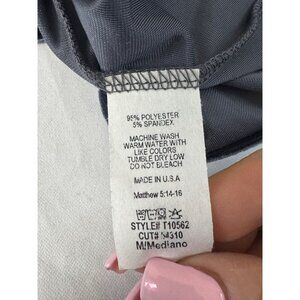 95% POLYESTER
5% SPANDEX
MACHINE WASH
WARM WATER WITH
LIKE COLORS
TUMBLE DRY LOW
DO NOT BLEACH
MADE IN U.S.A
Matthew 5:14-16
STYLE# T10562
CUT#
M/Mediano